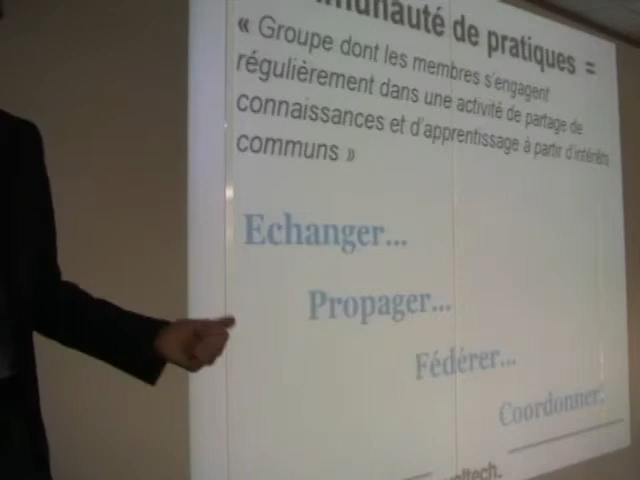 de pratiques =
« Groupe dont les membres s'engagent
régulièrement dans une activité de partage de
connaissances et d'apprentissage à partir d'intérêts
communs »
Echanger...
Propager...
Fédérer...
Coordonner.